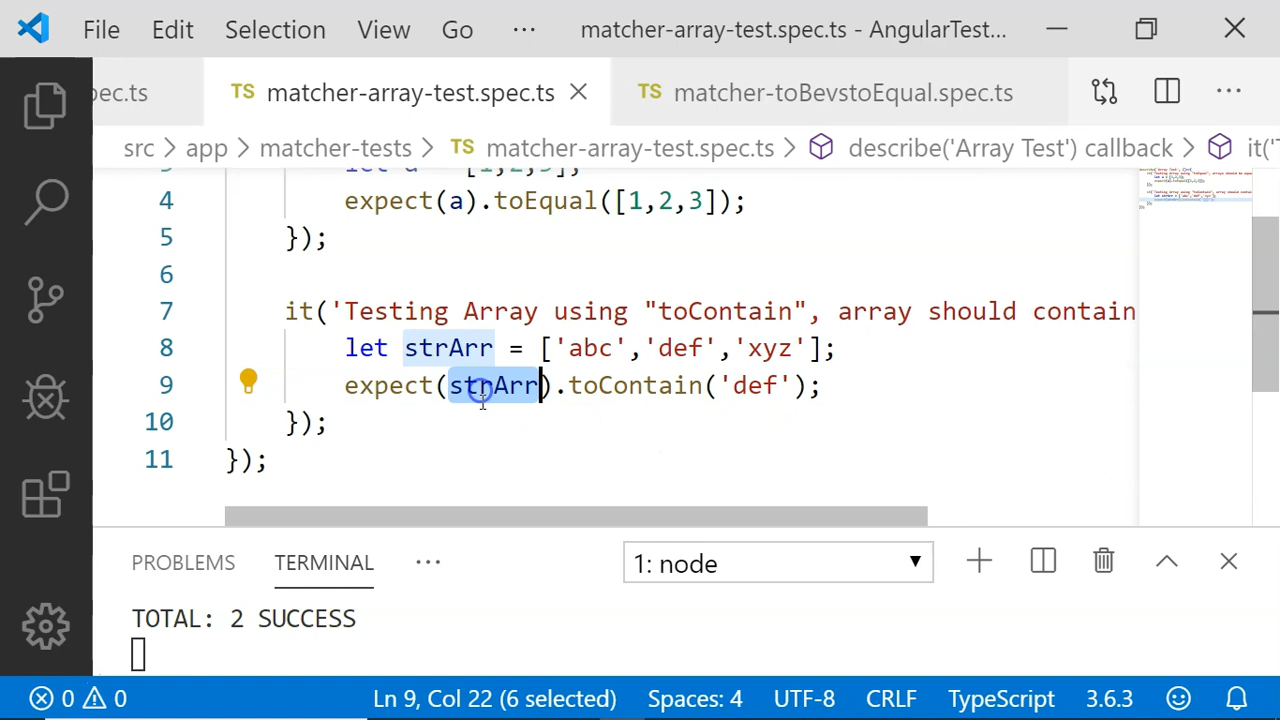 File Edit Selection View Go ··· matcher-array-test.spec.ts - AngularTest...
pec.ts TS matcher-array-test.spec.ts TS matcher-toBevstoEqual.spec.ts ···
src > app > matcher-tests > TS matcher-array-test.spec.ts > describe('Array Test') callback > it('T
4 expect(a).toEqual([1,2,3]);
5 });
6
7 it('Testing Array using "toContain", array should contain
8 let strArr = ['abc','def','xyz'];
9 expect(strArr).toContain('def');
10 });
11 });
PROBLEMS TERMINAL ··· 1: node
TOTAL: 2 SUCCESS
0 0 Ln 9, Col 22 (6 selected) Spaces: 4 UTF-8 CRLF TypeScript 3.6.3